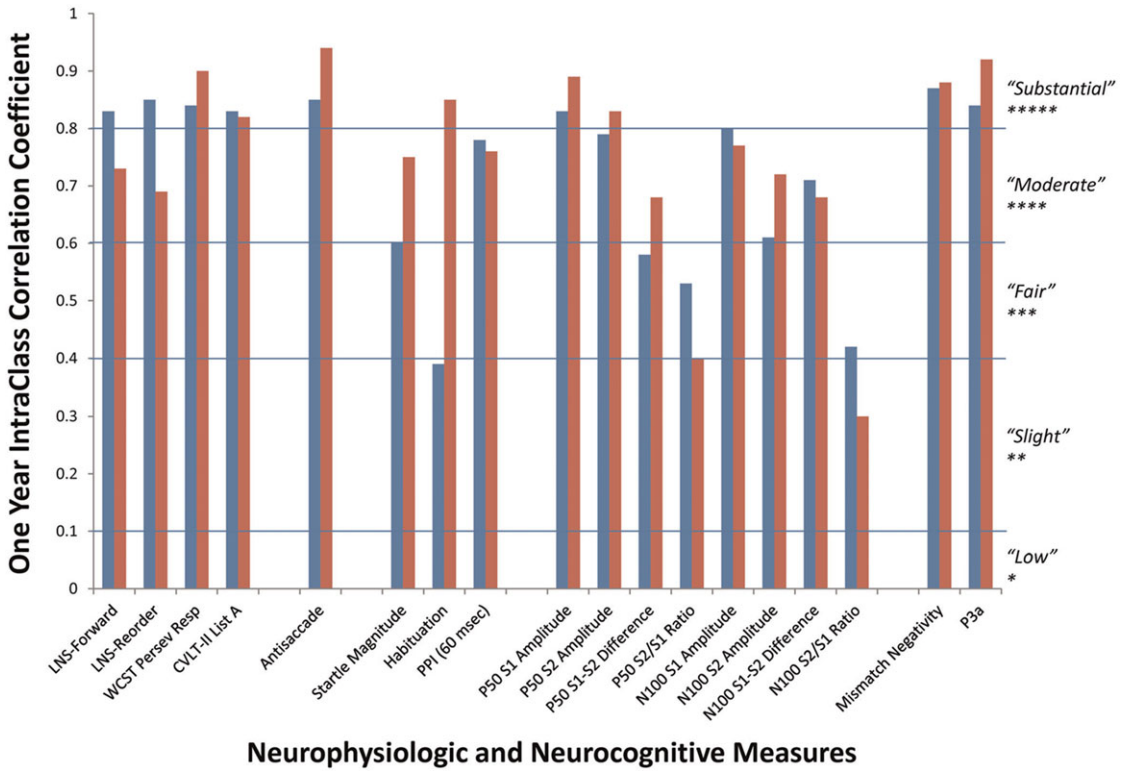 One Year IntraClass Correlation Coefficient
1
0.9
0.8
0.7
0.6
0.5
0.4
0.3
0.2
0.1
0
“Substantial”
*****
“Moderate”
****
“Fair”
***
“Slight”
**
“Low”
*
LNS-Forward
LNS-Reorder
WCST Persev Resp
CVLT-II List A
Antisaccade
Startle Magnitude
Habituation
PPI (60 msec)
P50 S1 Amplitude
P50 S2 Amplitude
P50 S1-S2 Difference
P50 S2/S1 Ratio
N100 S1 Amplitude
N100 S2 Amplitude
N100 S1-S2 Difference
N100 S2/S1 Ratio
Mismatch Negativity
P3a
Neurophysiologic and Neurocognitive Measures